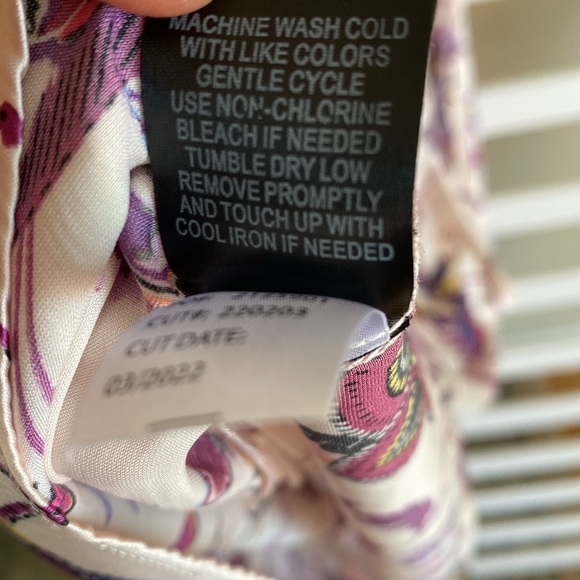 MACHINE WASH COLD
WITH LIKE COLORS
GENTLE CYCLE
USE NON-CHLORINE
BLEACH IF NEEDED
TUMBLE DRY LOW
REMOVE PROMPTLY
AND TOUCH UP WITH
COOL IRON IF NEEDED
CUT#: 220203
CUT DATE:
03/2022